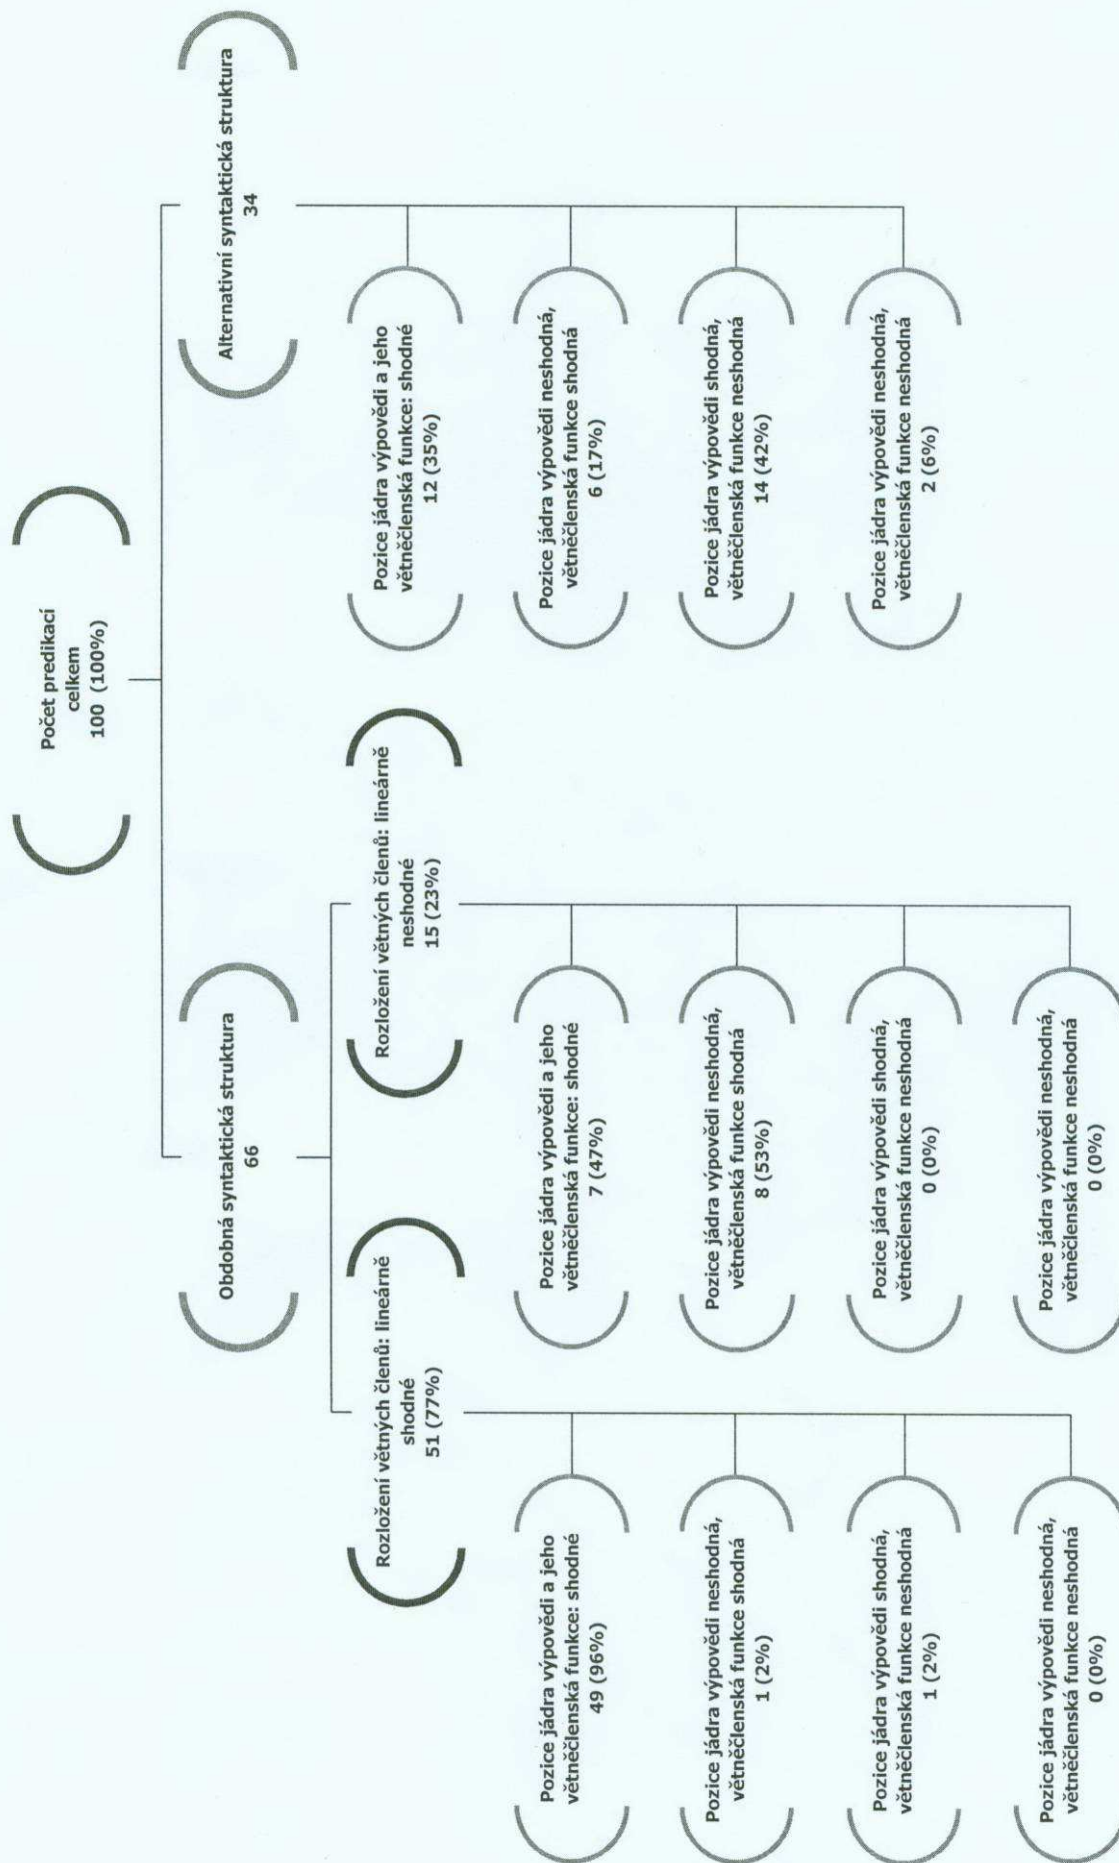 Počet predikací
celkem
100 (100%)
Obdobná syntaktická struktura
66
Alternativní syntaktická struktura
34
Rozložení větných členů: lineárně
shodné
51 (77%)
Rozložení větných členů: lineárně
neshodné
15 (23%)
Pozice jádra výpovědi a jeho
větněčlenská funkce: shodné
49 (96%)
Pozice jádra výpovědi neshodná,
větněčlenská funkce shodná
1 (2%)
Pozice jádra výpovědi shodná,
větněčlenská funkce neshodná
1 (2%)
Pozice jádra výpovědi neshodná,
větněčlenská funkce neshodná
0 (0%)
Pozice jádra výpovědi a jeho
větněčlenská funkce: shodné
7 (47%)
Pozice jádra výpovědi neshodná,
větněčlenská funkce shodná
8 (53%)
Pozice jádra výpovědi shodná,
větněčlenská funkce neshodná
0 (0%)
Pozice jádra výpovědi neshodná,
větněčlenská funkce neshodná
0 (0%)
Pozice jádra výpovědi a jeho
větněčlenská funkce: shodné
12 (35%)
Pozice jádra výpovědi neshodná,
větněčlenská funkce shodná
6 (17%)
Pozice jádra výpovědi shodná,
větněčlenská funkce neshodná
14 (42%)
Pozice jádra výpovědi neshodná,
větněčlenská funkce neshodná
2 (6%)